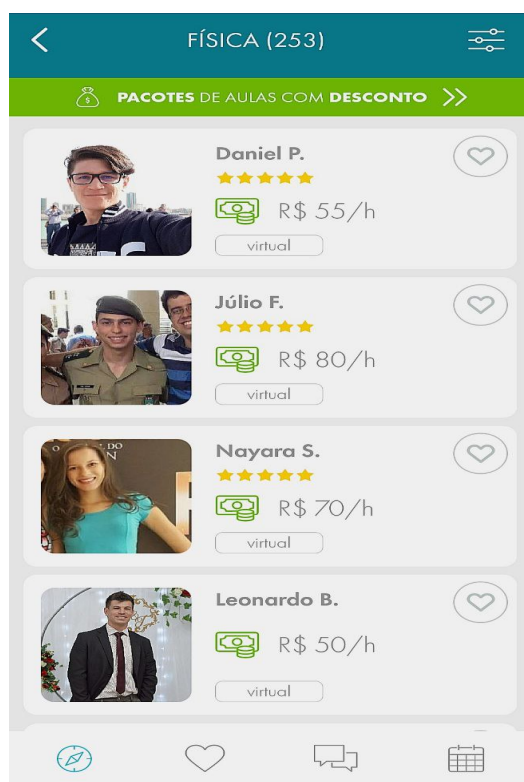 FÍSICA (253)
PACOTES DE AULAS COM DESCONTO
Daniel P.
R$ 55/h
virtual
Júlio F.
R$ 80/h
virtual
Nayara S.
R$ 70/h
virtual
Leonardo B.
R$ 50/h
virtual